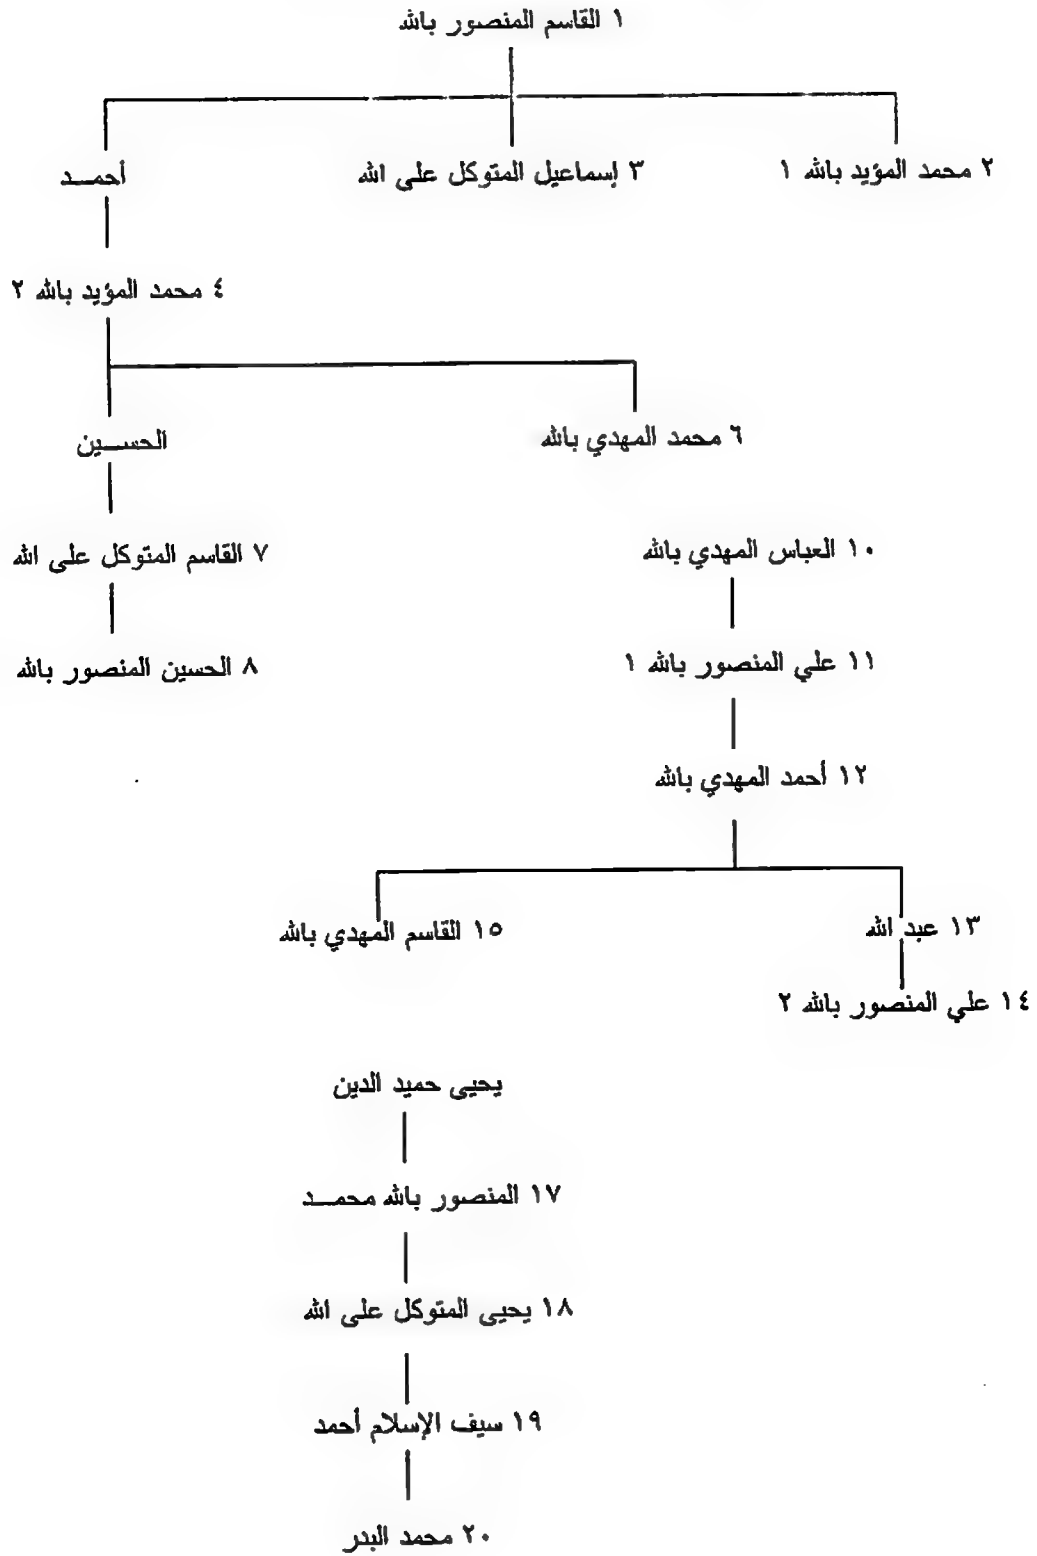 ١ القاسم المنصور بالله
٢ محمد المؤيد بالله ١
٣ إسماعيل المتوكل على الله
أحمــد
٤ محمد المؤيد بالله ٢
٦ محمد المهدي بالله
الحســين
١٠ العباس المهدي بالله
٧ القاسم المتوكل على الله
١١ علي المنصور بالله ١
٨ الحسين المنصور بالله
١٢ أحمد المهدي بالله
١٣ عبد الله
١٥ القاسم المهدي بالله
١٤ علي المنصور بالله ٢
يحيى حميد الدين
١٧ المنصور بالله محمــد
١٨ يحيى المتوكل على الله
١٩ سيف الإسلام أحمد
٢٠ محمد البدر